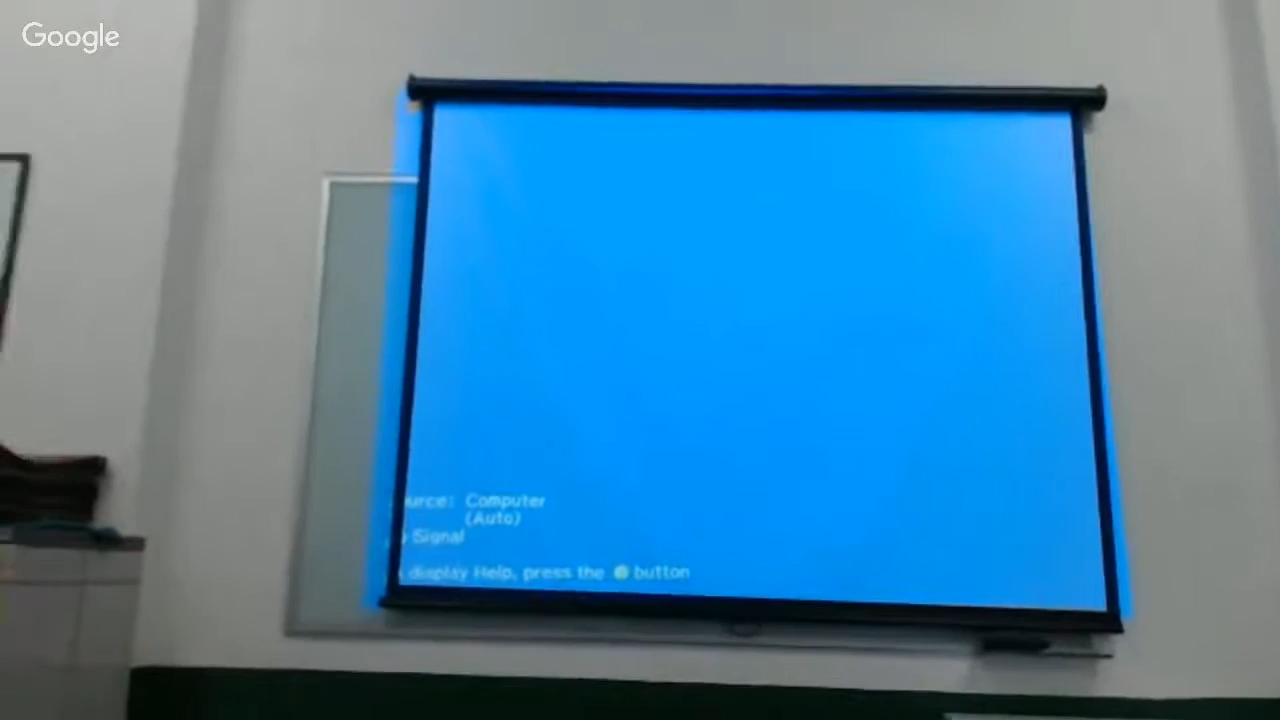 Google
urce: Computer
(Auto)
Signal
display Help, press the button